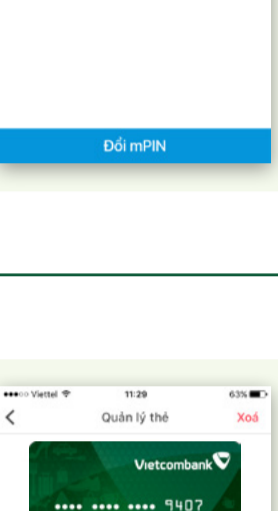 Đổi mPIN
Viettel 11:29 63%
Quản lý thẻ Xoá
Vietcombank
•••• •••• •••• 9407